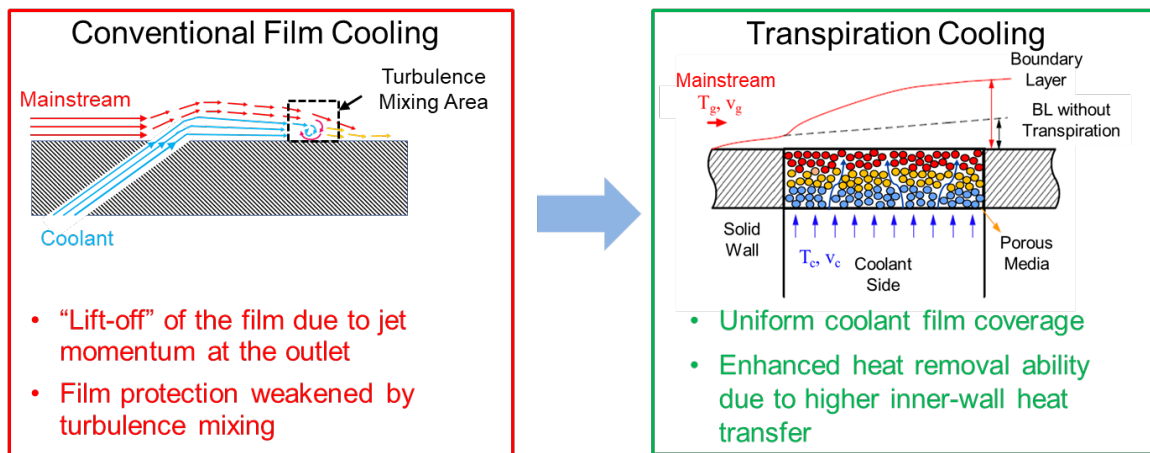 Conventional Film Cooling
Mainstream
Turbulence
Mixing Area
Coolant
• “Lift-off” of the film due to jet
momentum at the outlet
• Film protection weakened by
turbulence mixing
Transpiration Cooling
Mainstream
Tg, vg
Boundary
Layer
BL without
Transpiration
Solid
Wall
Tc, vc
Coolant
Side
Porous
Media
• Uniform coolant film coverage
• Enhanced heat removal ability
due to higher inner-wall heat
transfer